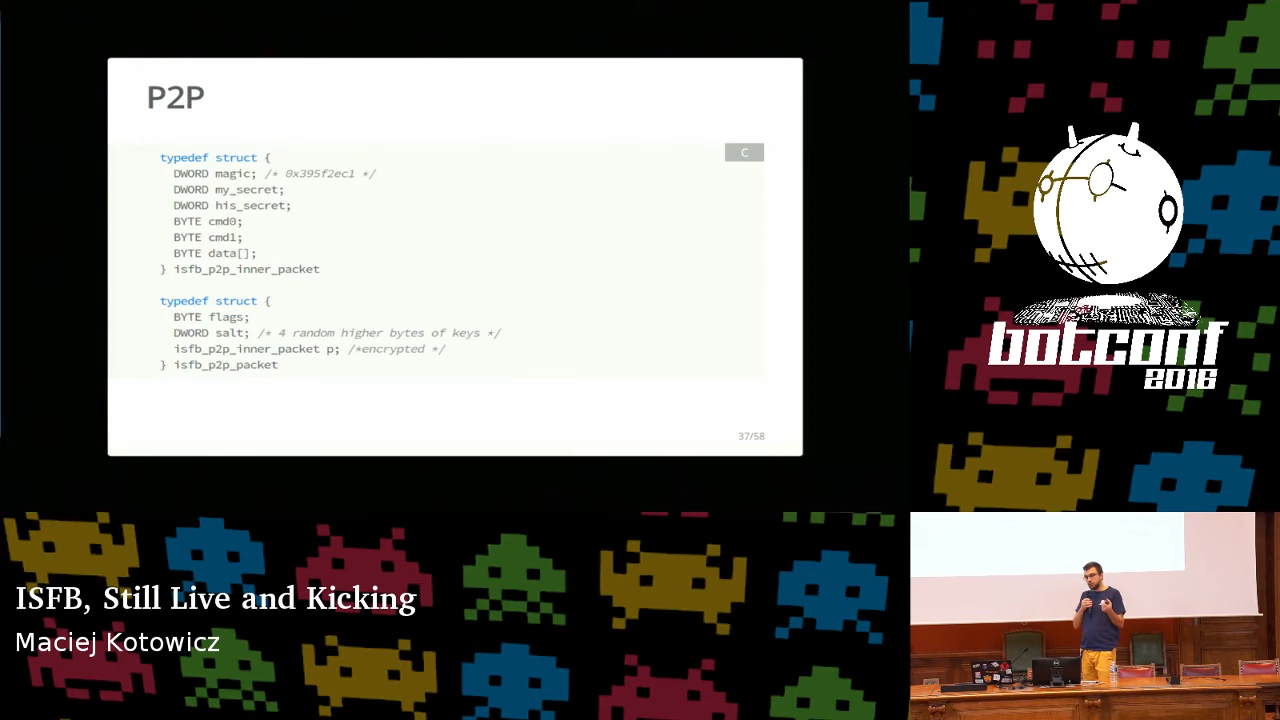 P2P
C
typedef struct {
DWORD magic; /* 0x395f2ec1 */
DWORD my_secret;
DWORD his_secret;
BYTE cmd0;
BYTE cmd1;
BYTE data[];
} isfb_p2p_inner_packet
typedef struct {
BYTE flags;
DWORD salt; /* 4 random higher bytes of keys */
isfb_p2p_inner_packet p; /*encrypted */
} isfb_p2p_packet
37/58
botconf
2016
ISFB, Still Live and Kicking
Maciej Kotowicz